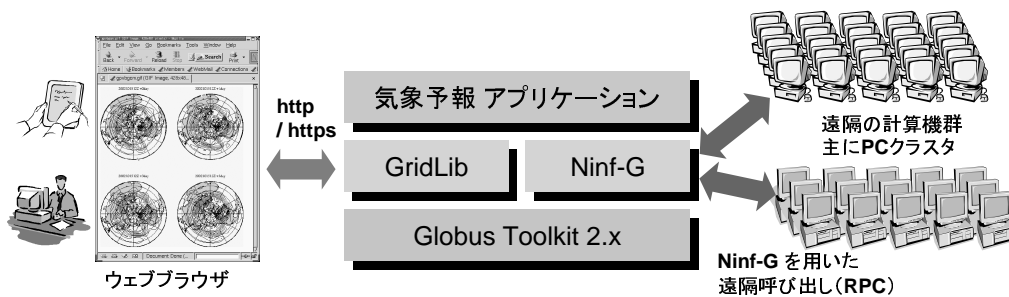 File Edit View Go Bookmarks Tools Window Help
Back Forward Reload Stop Search Print
Home Bookmarks Members WebMail Connections
ウェブブラウザ
http
/ https
気象予報 アプリケーション
GridLib
Ninf-G
Globus Toolkit 2.x
遠隔の計算機群
主にPCクラスタ
Ninf-G を用いた
遠隔呼び出し(RPC)